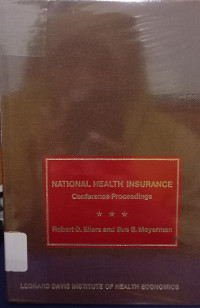 NATIONAL HEALTH INSURANCE
Conference Proceedings
* * *
Robert D. Eilers and Sue S. Moyerman
LEONARD DAVIS INSTITUTE OF HEALTH ECONOMICS